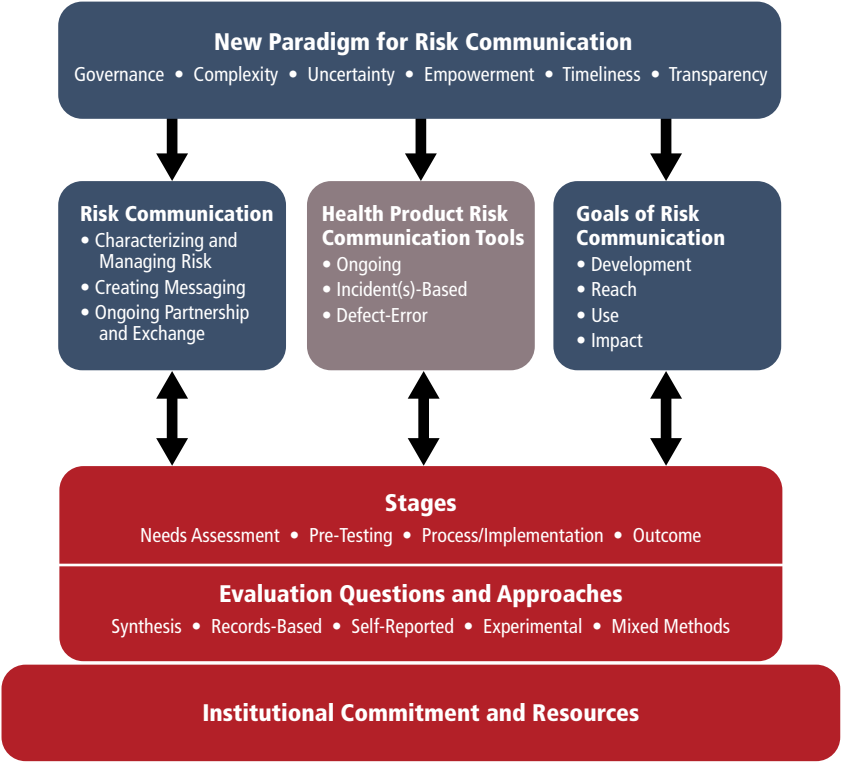 New Paradigm for Risk Communication
Governance • Complexity • Uncertainty • Empowerment • Timeliness • Transparency
Risk Communication
• Characterizing and
Managing Risk
• Creating Messaging
• Ongoing Partnership
and Exchange
Health Product Risk
Communication Tools
• Ongoing
• Incident(s)-Based
• Defect-Error
Goals of Risk
Communication
• Development
• Reach
• Use
• Impact
Stages
Needs Assessment • Pre-Testing • Process/Implementation • Outcome
Evaluation Questions and Approaches
Synthesis • Records-Based • Self-Reported • Experimental • Mixed Methods
Institutional Commitment and Resources